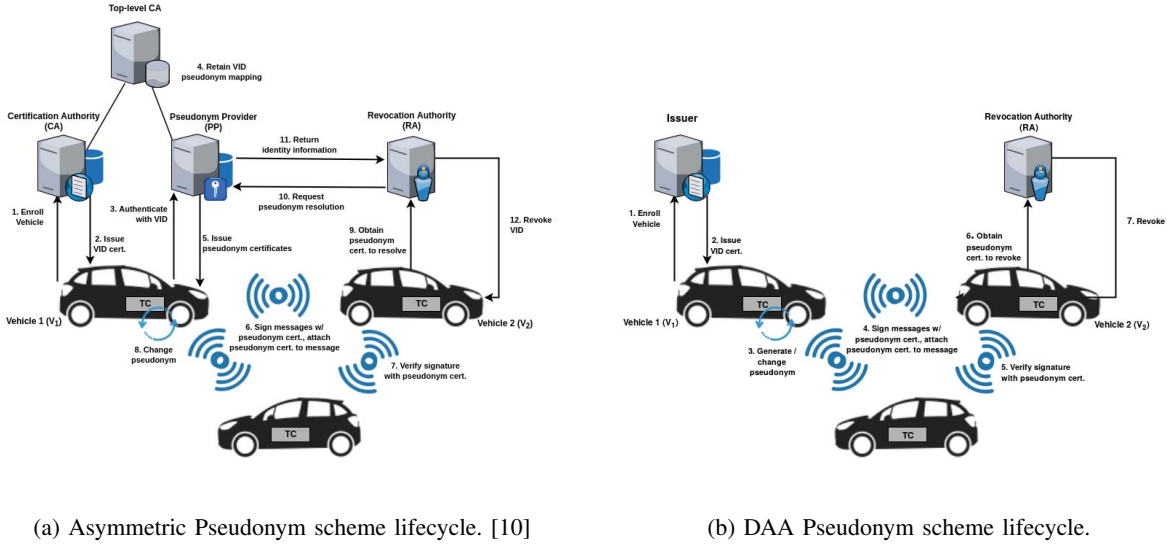 Top-level CA
4. Retain VID
pseudonym mapping
Certification Authority
(CA)
Pseudonym Provider
(PP)
Revocation Authority
(RA)
11. Return
identity information
10. Request
pseudonym resolution
1. Enroll
Vehicle
2. Issue
VID cert.
3. Authenticate
with VID
5. Issue
pseudonym certificates
9. Obtain
pseudonym
cert. to resolve
12. Revoke
VID
TC
TC
Vehicle 1 (V₁)
Vehicle 2 (V₂)
8. Change
pseudonym
6. Sign messages w/
pseudonym cert., attach
pseudonym cert. to message
7. Verify signature
with pseudonym cert.
TC
(a) Asymmetric Pseudonym scheme lifecycle. [10]
Issuer
Revocation Authority
(RA)
1. Enroll
Vehicle
2. Issue
VID cert.
6. Obtain
pseudonym
cert. to revoke
7. Revoke
TC
TC
Vehicle 1 (V₁)
Vehicle 2 (V₂)
3. Generate /
change
pseudonym
4. Sign messages w/
pseudonym cert., attach
pseudonym cert. to message
5. Verify signature
with pseudonym cert.
TC
(b) DAA Pseudonym scheme lifecycle.